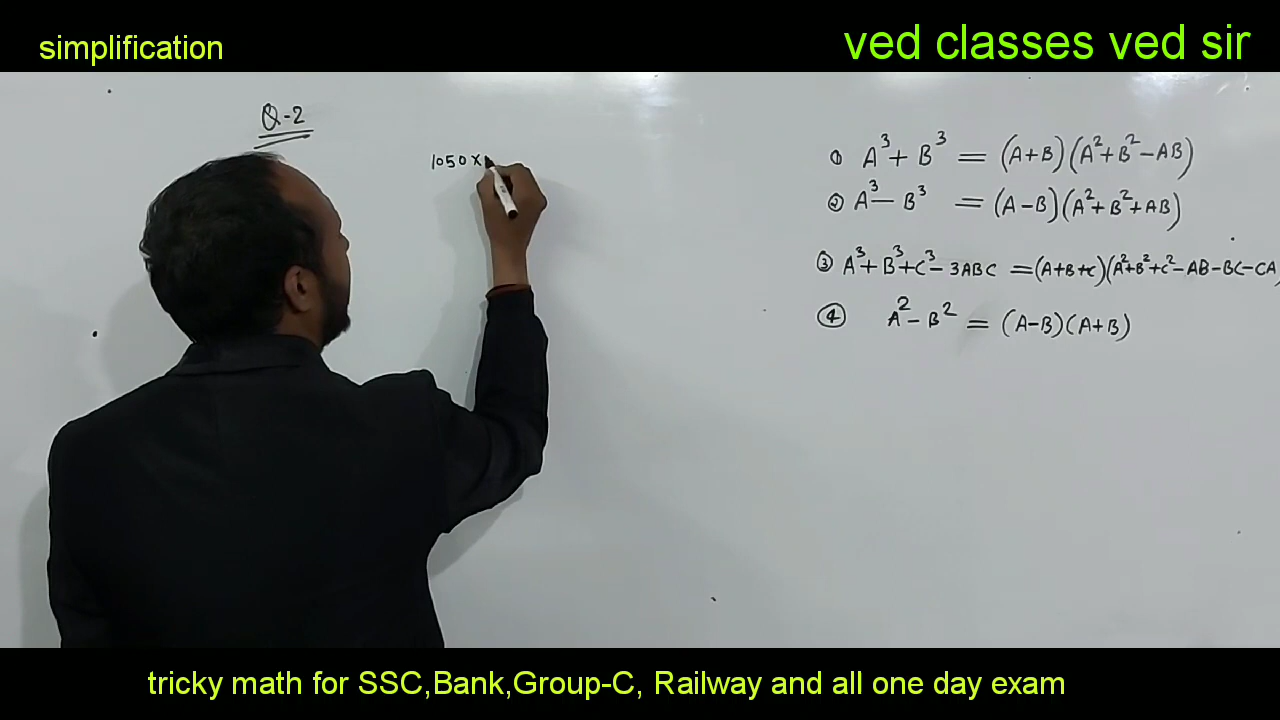 simplification
ved classes ved sir
Q-2
1050×
① A³ + B³ = (A+B)(A²+B²-AB)
② A³ - B³ = (A-B)(A²+B²+AB)
③ A³+B³+C³-3ABC = (A+B+C)(A²+B²+C²-AB-BC-CA)
④ A²-B² = (A-B)(A+B)
tricky math for SSC,Bank,Group-C, Railway and all one day exam